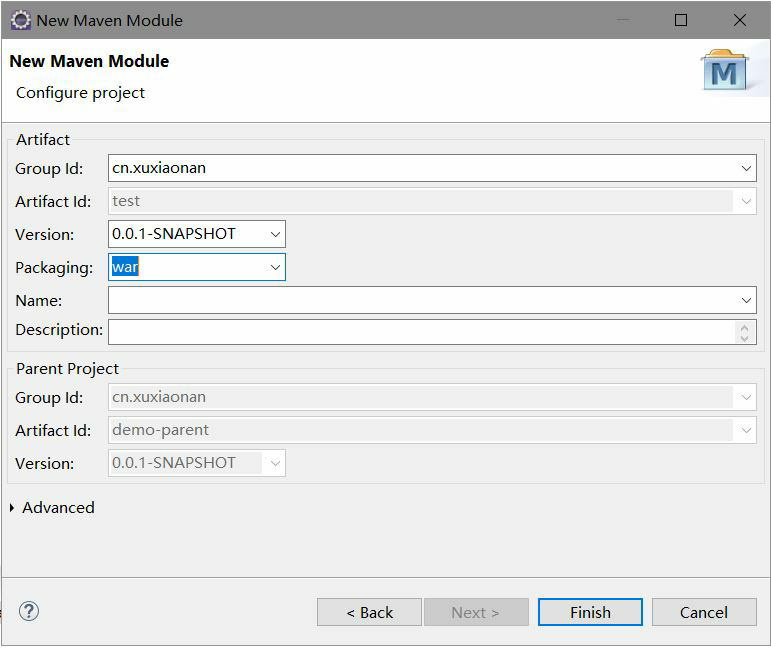 New Maven Module
New Maven Module
Configure project
M
Artifact
Group Id: cn.xuxiaonan
Artifact Id: test
Version: 0.0.1-SNAPSHOT
Packaging: war
Name:
Description:
Parent Project
Group Id: cn.xuxiaonan
Artifact Id: demo-parent
Version: 0.0.1-SNAPSHOT
Advanced
? < Back Next > Finish Cancel